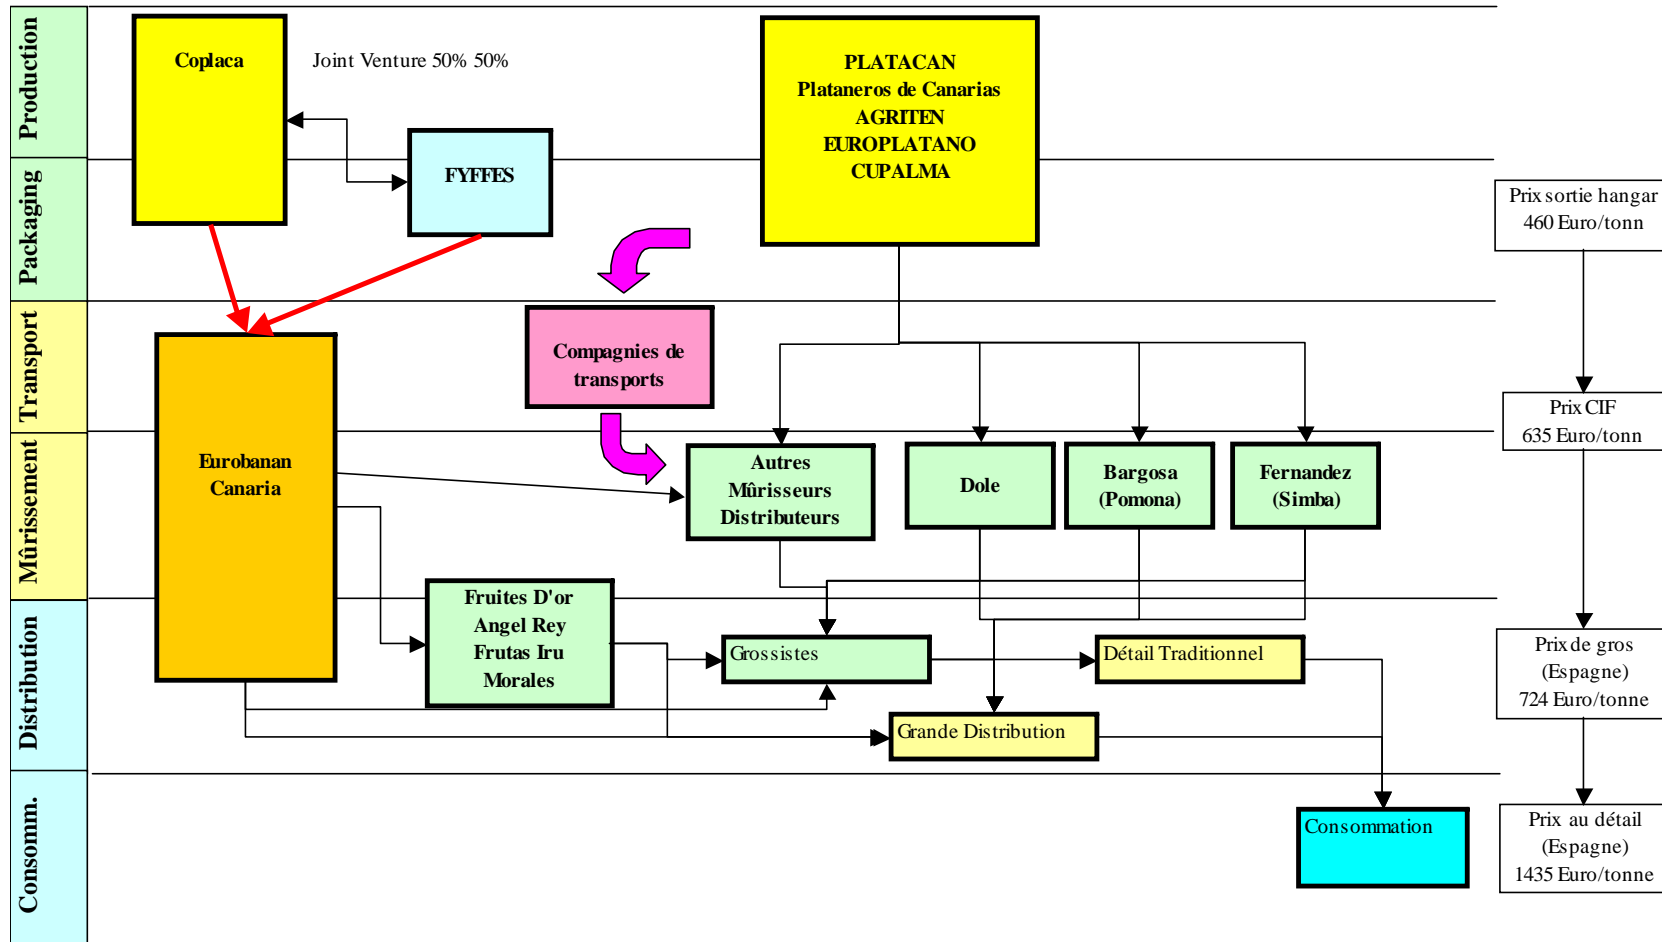 Production
Packaging
Transport
Mûrissement
Distribution
Consomm.
Coplaca
Joint Venture 50% 50%
FYFFES
PLATACAN
Plataneros de Canarias
AGRITEN
EUROPLATANO
CUPALMA
Prix sortie hangar
460 Euro/tonn
Compagnies de
transports
Prix CIF
635 Euro/tonn
Eurobanan
Canaria
Autres
Mûrisseurs
Distributeurs
Dole
Bargosa
(Pomona)
Fernandez
(Simba)
Fruites D'or
Angel Rey
Frutas Iru
Morales
Grossistes
Détail Traditionnel
Grande Distribution
Prix de gros
(Espagne)
724 Euro/tonne
Consommation
Prix au détail
(Espagne)
1435 Euro/tonne